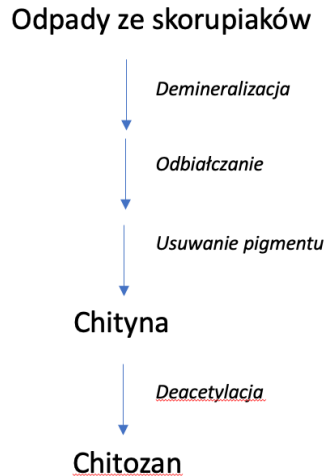 Odpady ze skorupiaków
Demineralizacja
Odbiałczanie
Usuwanie pigmentu
Chityna
Deacetylacja
Chitozan